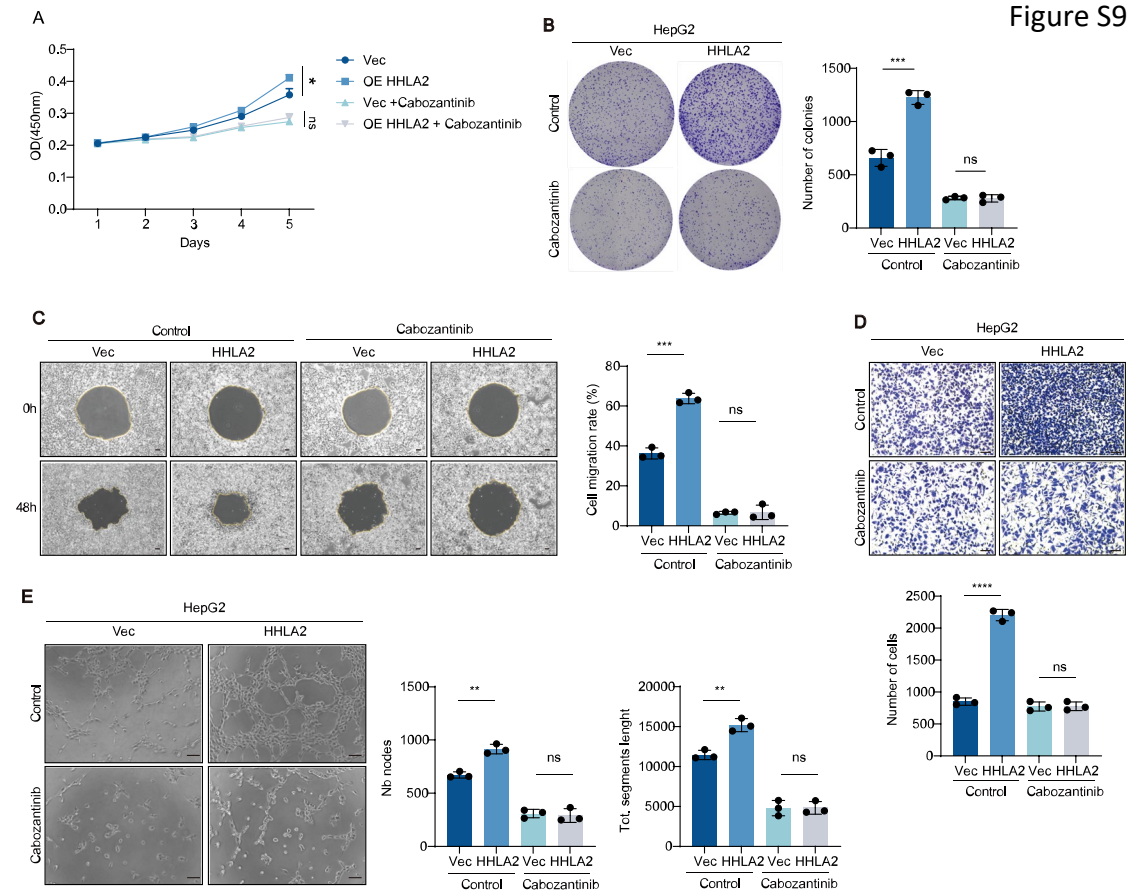 Figure S9
A
0.5
0.4
0.3
0.2
0.1
0.0
OD(450nm)
1 2 3 4 5
Days
*
ns
Vec
OE HHLA2
Vec +Cabozantinib
OE HHLA2 + Cabozantinib
B
HepG2
Vec HHLA2
Control
Cabozantinib
1500
1000
500
0
Number of colonies
***
ns
Vec HHLA2 Vec HHLA2
Control Cabozantinib
C
Control Cabozantinib
Vec HHLA2 Vec HHLA2
0h
48h
80
60
40
20
0
Cell migration rate (%)
***
ns
Vec HHLA2 Vec HHLA2
Control Cabozantinib
D
HepG2
Vec HHLA2
Control
Cabozantinib
2500
2000
1500
1000
500
0
Number of cells
****
ns
Vec HHLA2 Vec HHLA2
Control Cabozantinib
E
HepG2
Vec HHLA2
Control
Cabozantinib
1500
1000
500
0
Nb nodes
**
ns
Vec HHLA2 Vec HHLA2
Control Cabozantinib
20000
15000
10000
5000
0
Tot. segments lenght
**
ns
Vec HHLA2 Vec HHLA2
Control Cabozantinib